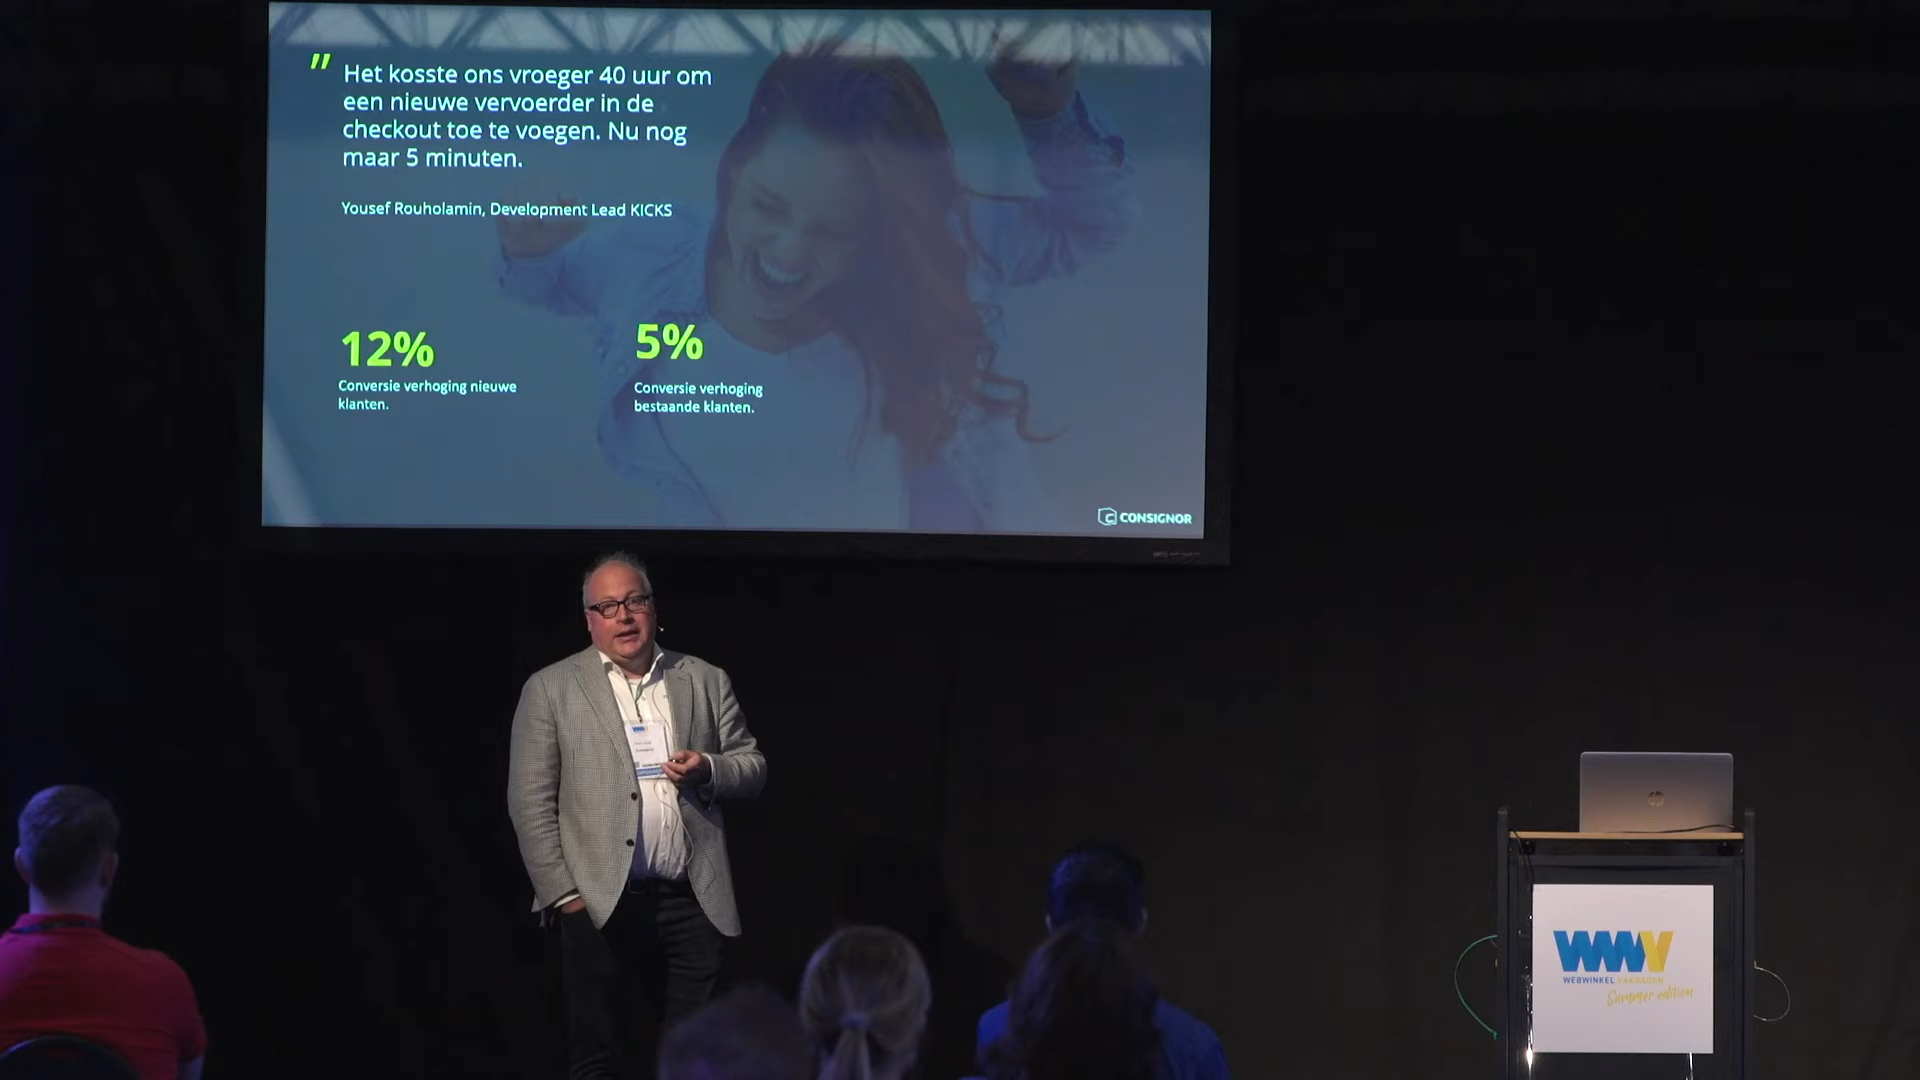 "
Het kosste ons vroeger 40 uur om
een nieuwe vervoerder in de
checkout toe te voegen. Nu nog
maar 5 minuten.
Yousef Rouholamin, Development Lead KICKS
12%
Conversie verhoging nieuwe
klanten.
5%
Conversie verhoging
bestaande klanten.
CONSIGNOR
WWV
hp
WWV
WEBWINKEL VAKDAGEN
Summer edition